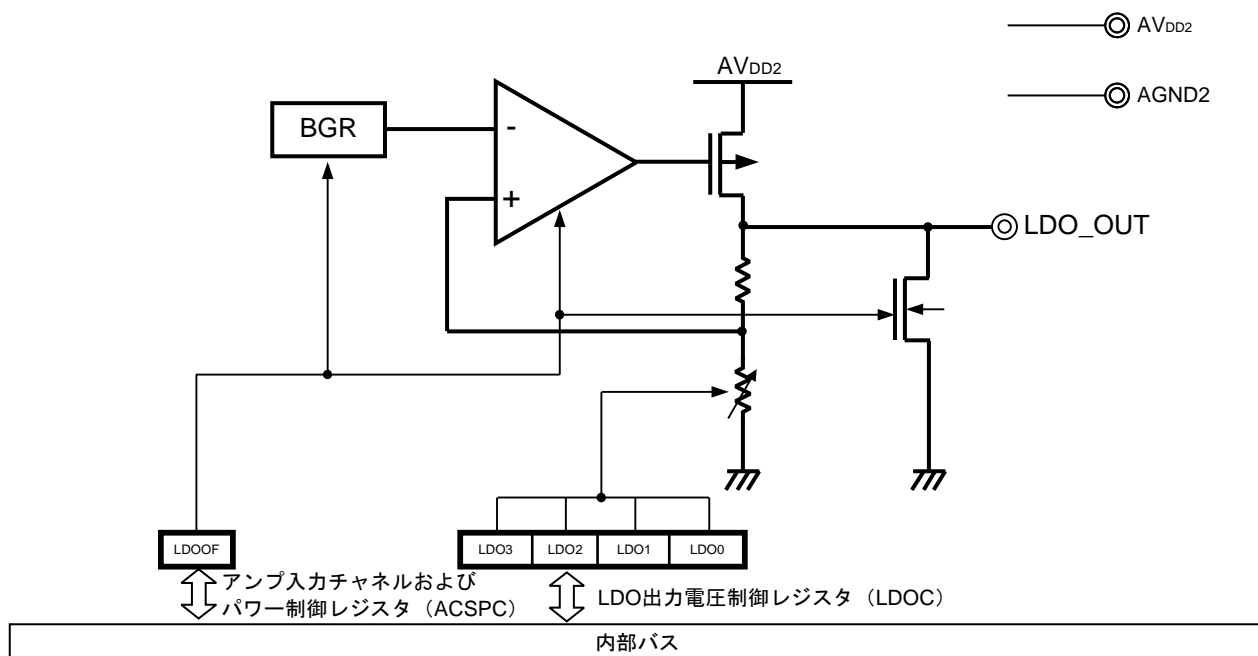 AVDD2
AGND2
AVDD2
BGR
-
+
LDO_OUT
LDOOF
LDO3 LDO2 LDO1 LDO0
アンプ入力チャネルおよび
パワー制御レジスタ（ACSPC）
LDO出力電圧制御レジスタ（LDOC）
内部バス